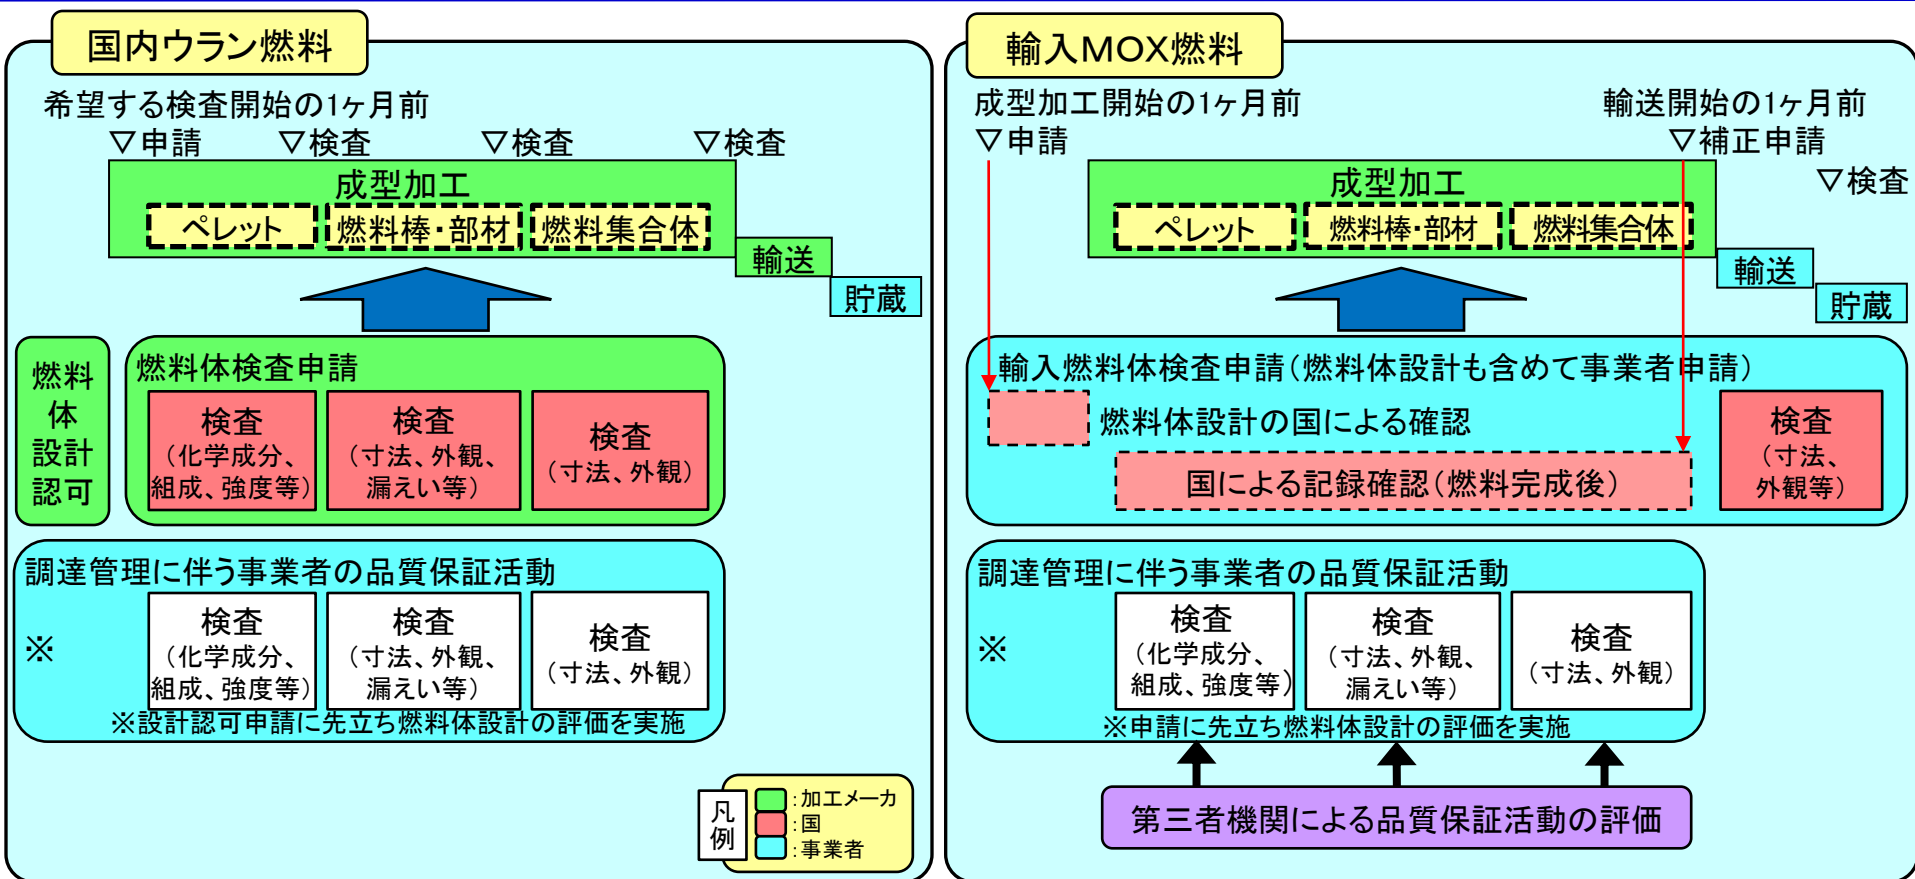 国内ウラン燃料
希望する検査開始の1ヶ月前
▽申請
▽検査
▽検査
▽検査
成型加工
ペレット
燃料棒・部材
燃料集合体
輸送
貯蔵
燃料
体
設計
認可
燃料体検査申請
検査
（化学成分、
組成、強度等）
検査
（寸法、外観、
漏えい等）
検査
（寸法、外観）
調達管理に伴う事業者の品質保証活動
※
検査
（化学成分、
組成、強度等）
検査
（寸法、外観、
漏えい等）
検査
（寸法、外観）
※設計認可申請に先立ち燃料体設計の評価を実施
凡
例
：加工メーカ
：国
：事業者
輸入MOX燃料
成型加工開始の1ヶ月前
▽申請
輸送開始の1ヶ月前
▽補正申請
▽検査
成型加工
ペレット
燃料棒・部材
燃料集合体
輸送
貯蔵
輸入燃料体検査申請（燃料体設計も含めて事業者申請）
燃料体設計の国による確認
国による記録確認（燃料完成後）
検査
（寸法、
外観等）
調達管理に伴う事業者の品質保証活動
※
検査
（化学成分、
組成、強度等）
検査
（寸法、外観、
漏えい等）
検査
（寸法、外観）
※申請に先立ち燃料体設計の評価を実施
第三者機関による品質保証活動の評価